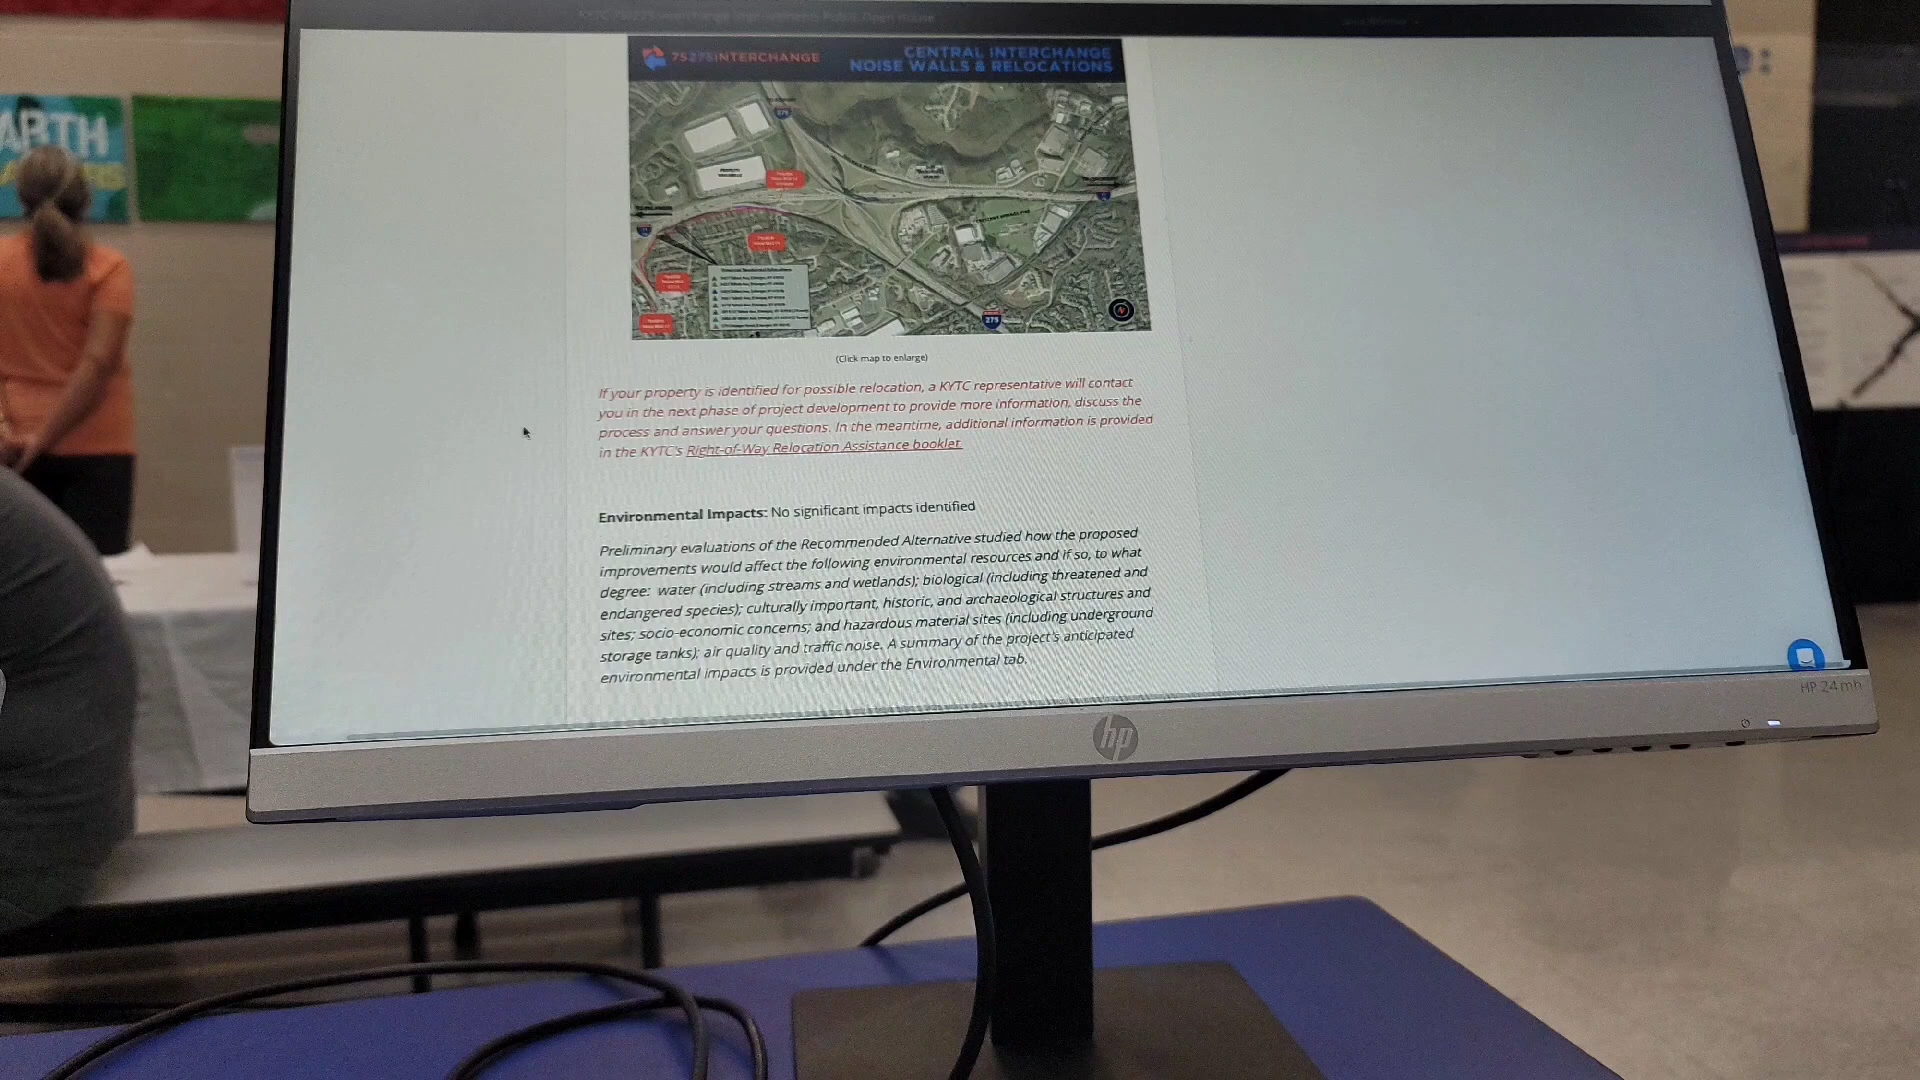 75275INTERCHANGE
CENTRAL INTERCHANGE
NOISE WALLS & RELOCATIONS
275
(Click map to enlarge)
If your property is identified for possible relocation, a KYTC representative will contact
you in the next phase of project development to provide more information, discuss the
process and answer your questions. In the meantime, additional information is provided
in the KYTC's Right-of-Way Relocation Assistance booklet.
Environmental Impacts: No significant impacts identified
Preliminary evaluations of the Recommended Alternative studied how the proposed
improvements would affect the following environmental resources and if so, to what
degree: water (including streams and wetlands); biological (including threatened and
endangered species); culturally important, historic, and archaeological structures and
sites; socio-economic concerns; and hazardous material sites (including underground
storage tanks); air quality and traffic noise. A summary of the project's anticipated
environmental impacts is provided under the Environmental tab.
HP 24mh
hp